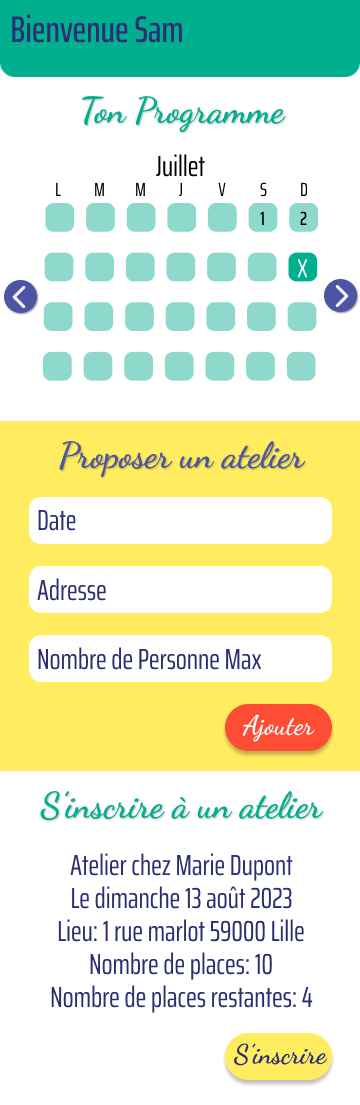 Bienvenue Sam
Ton Programme
Juillet
L M M J V S D
1 2
X
Proposer un atelier
Date
Adresse
Nombre de Personne Max
Ajouter
S'inscrire à un atelier
Atelier chez Marie Dupont
Le dimanche 13 août 2023
Lieu: 1 rue marlot 59000 Lille
Nombre de places: 10
Nombre de places restantes: 4
S'inscrire